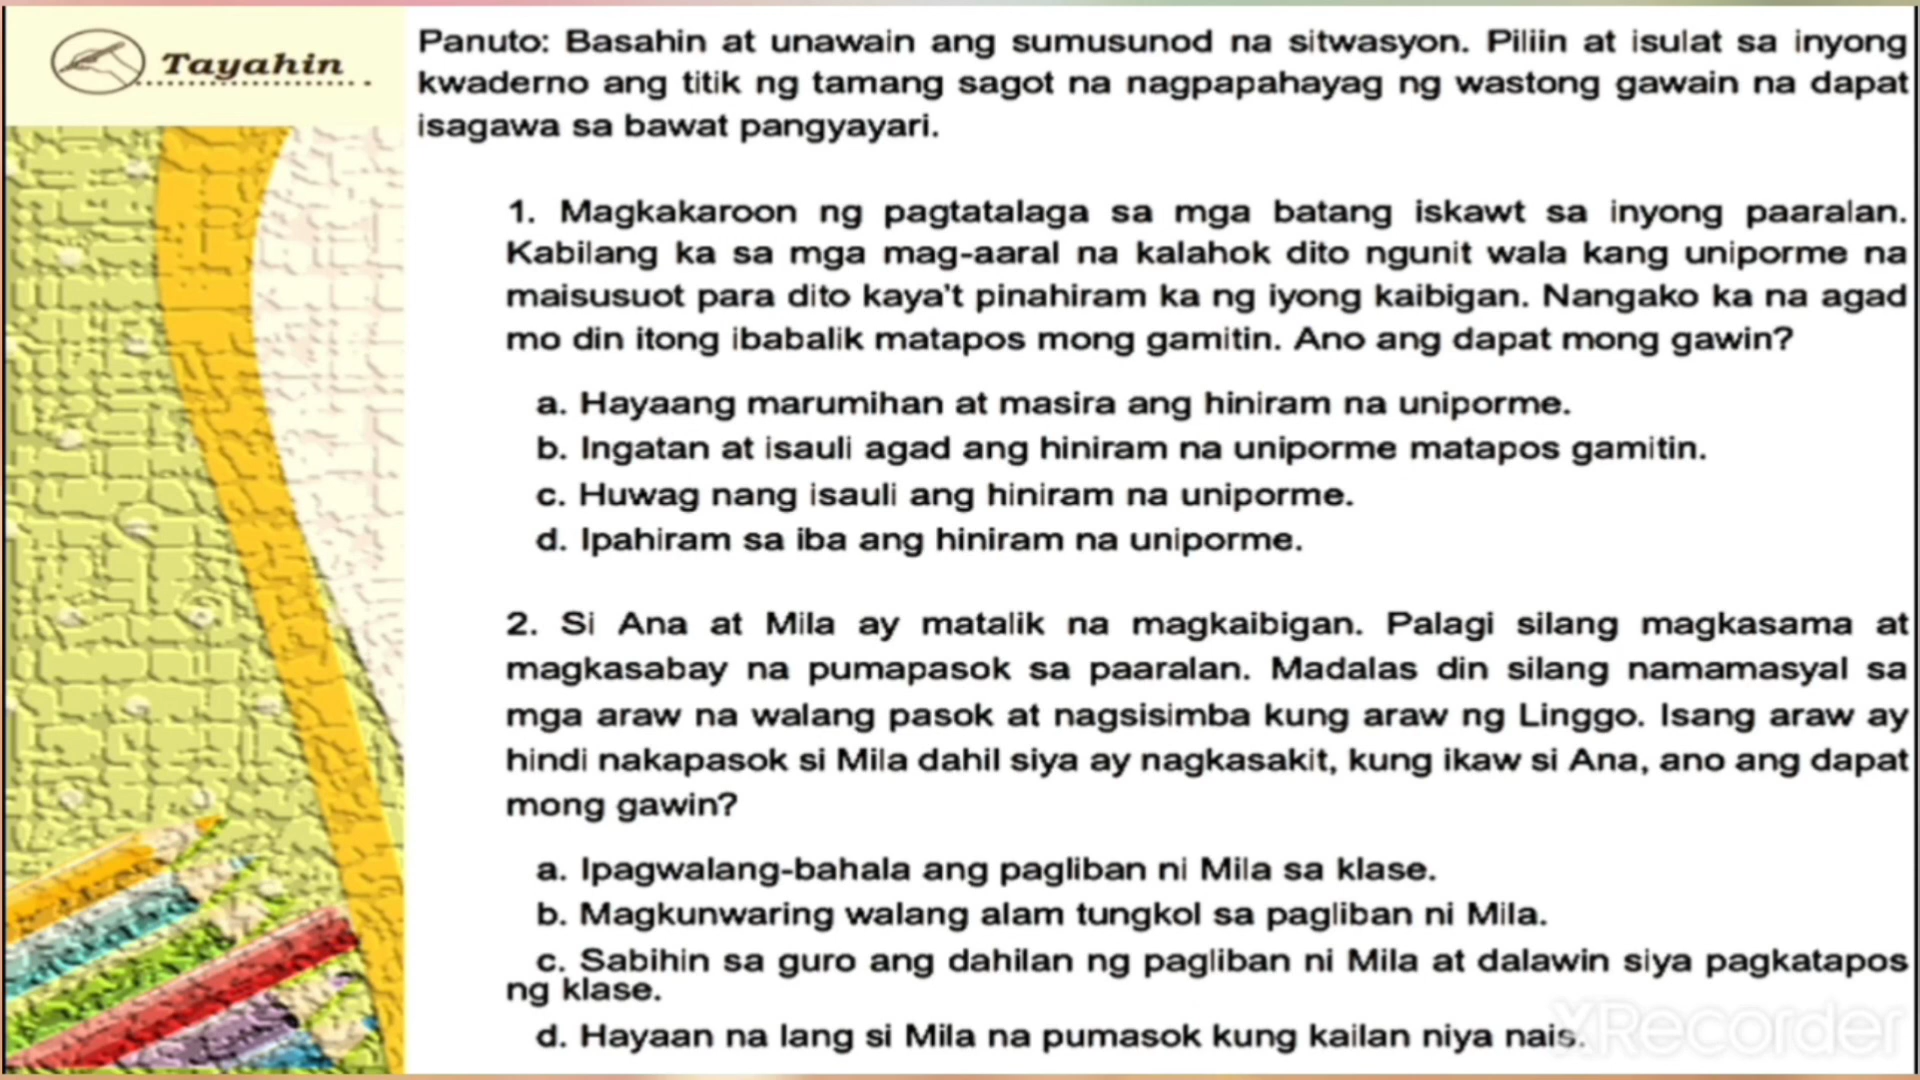 Tayahin
Panuto: Basahin at unawain ang sumusunod na sitwasyon. Piliin at isulat sa inyong
kwaderno ang titik ng tamang sagot na nagpapahayag ng wastong gawain na dapat
isagawa sa bawat pangyayari.
1. Magkakaroon ng pagtatalaga sa mga batang iskawt sa inyong paaralan.
Kabilang ka sa mga mag-aaral na kalahok dito ngunit wala kang uniporme na
maisusuot para dito kaya't pinahiram ka ng iyong kaibigan. Nangako ka na agad
mo din itong ibabalik matapos mong gamitin. Ano ang dapat mong gawin?
a. Hayaang marumihan at masira ang hiniram na uniporme.
b. Ingatan at isauli agad ang hiniram na uniporme matapos gamitin.
c. Huwag nang isauli ang hiniram na uniporme.
d. Ipahiram sa iba ang hiniram na uniporme.
2. Si Ana at Mila ay matalik na magkaibigan. Palagi silang magkasama at
magkasabay na pumapasok sa paaralan. Madalas din silang namamasyal sa
mga araw na walang pasok at nagsisimba kung araw ng Linggo. Isang araw ay
hindi nakapasok si Mila dahil siya ay nagkasakit, kung ikaw si Ana, ano ang dapat
mong gawin?
a. Ipagwalang-bahala ang pagliban ni Mila sa klase.
b. Magkunwaring walang alam tungkol sa pagliban ni Mila.
c. Sabihin sa guro ang dahilan ng pagliban ni Mila at dalawin siya pagkatapos
ng klase.
d. Hayaan na lang si Mila na pumasok kung kailan niya nais.
XRecorder